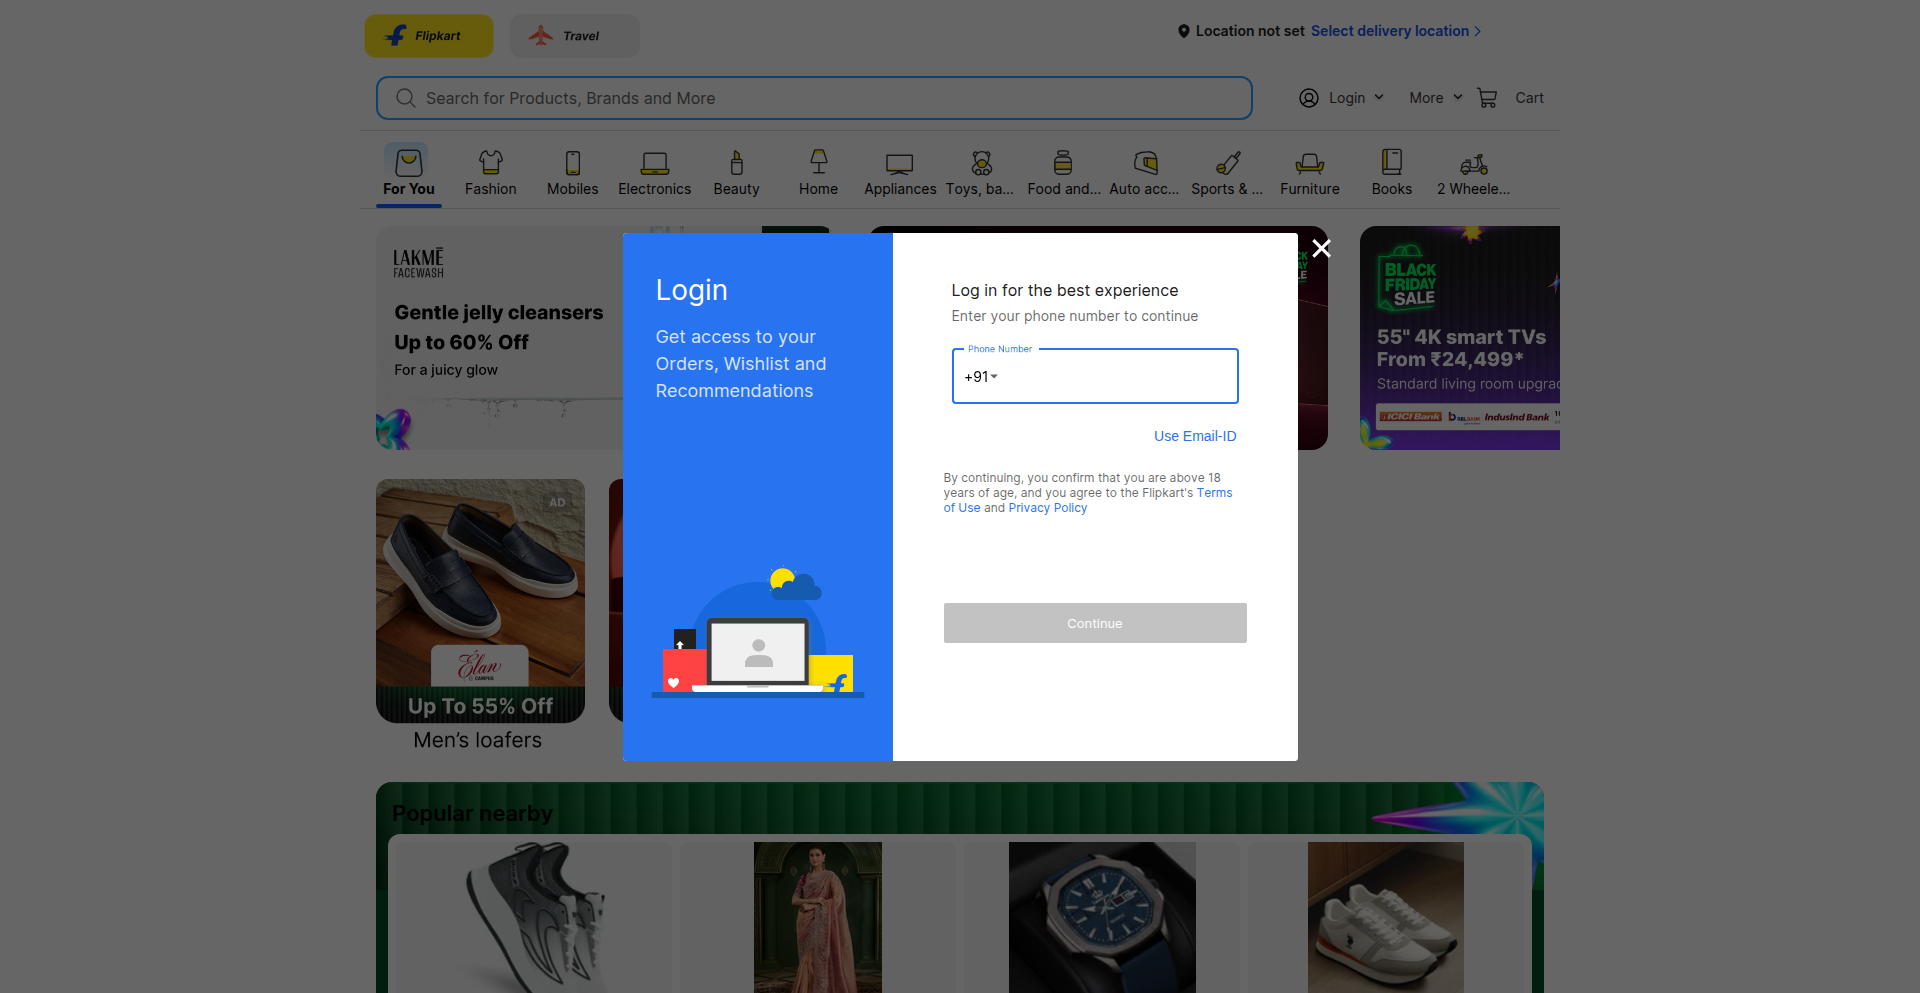 Flipkart
Travel
Location not set Select delivery location
Search for Products, Brands and More
Login
More
Cart
For You
Fashion
Mobiles
Electronics
Beauty
Home
Appliances
Toys, ba...
Food and...
Auto acc...
Sports & ...
Furniture
Books
2 Wheele...
LAKMĒ
FACEWASH
Gentle jelly cleansers
Up to 60% Off
For a juicy glow
Login
Get access to your
Orders, Wishlist and
Recommendations
Log in for the best experience
Enter your phone number to continue
Phone Number
+91
Use Email-ID
By continuing, you confirm that you are above 18
years of age, and you agree to the Flipkart's Terms
of Use and Privacy Policy
Continue
BLACK
FRIDAY
SALE
55" 4K smart TVs
From ₹24,499*
Standard living room upgrad
ICICI Bank
RBLBANK
IndusInd Bank
AD
Élan
CAMPUS
Up To 55% Off
Men's loafers
Popular nearby